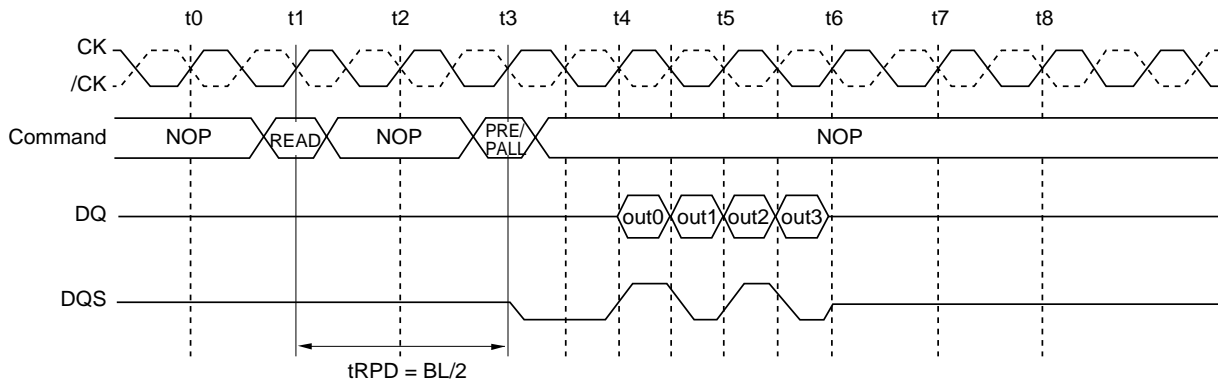 t0 t1 t2 t3 t4 t5 t6 t7 t8
CK
/CK
Command NOP READ NOP PRE/ PALL NOP
DQ out0 out1 out2 out3
DQS
tRPD = BL/2